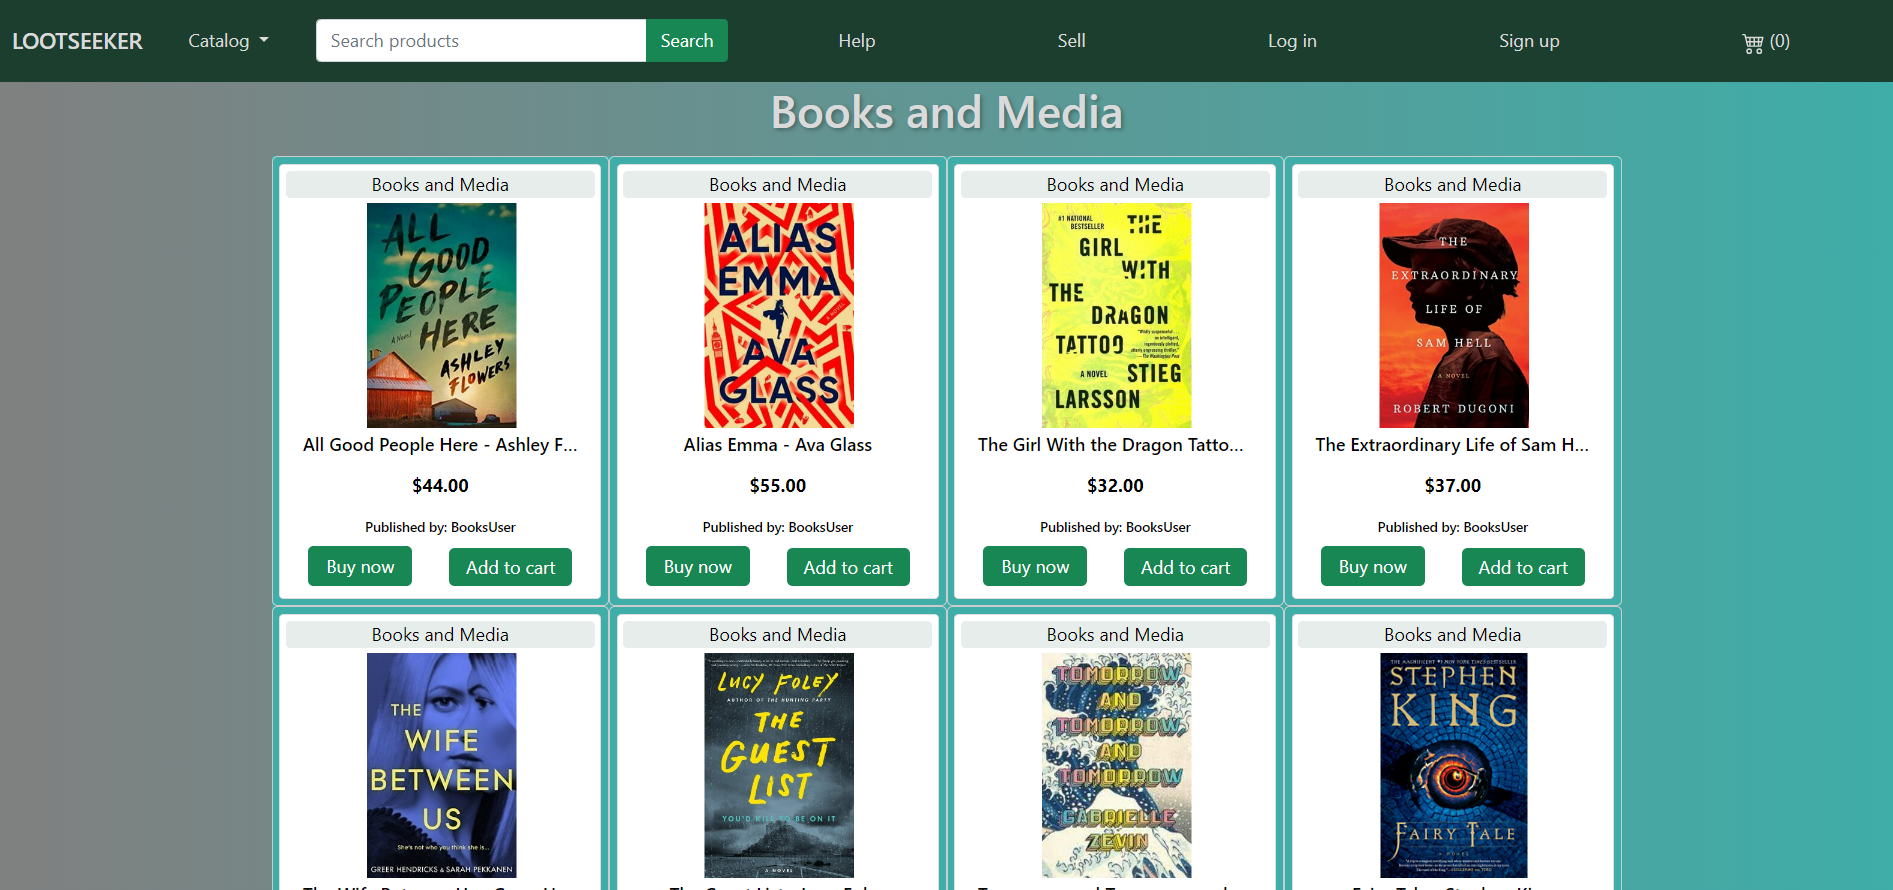 LOOTSEEKER Catalog Search products Search Help Sell Log in Sign up (0)
Books and Media
Books and Media Books and Media Books and Media Books and Media
ALL
GOOD
PEOPLE
HERE
A Novel
ASHLEY
FLOWERS
ALIAS
EMMA
A NOVEL
AVA
GLASS
#1 NATIONAL
BESTSELLER
THE
GIRL
WITH
THE
DRAGON
TATTOO
A NOVEL
STIEG
LARSSON
THE
EXTRAORDINARY
LIFE OF
SAM HELL
A NOVEL
ROBERT DUGONI
All Good People Here - Ashley F...
Alias Emma - Ava Glass
The Girl With the Dragon Tatto...
The Extraordinary Life of Sam H...
$44.00 $55.00 $32.00 $37.00
Published by: BooksUser Published by: BooksUser Published by: BooksUser Published by: BooksUser
Buy now Add to cart Buy now Add to cart Buy now Add to cart Buy now Add to cart
Books and Media Books and Media Books and Media Books and Media
THE
WIFE
BETWEEN
US
She's not who you think she is...
GREER HENDRICKS & SARAH PEKKANEN
LUCY FOLEY
AUTHOR OF THE HUNTING PARTY
THE
GUEST
LIST
YOU'D KILL TO BE ON IT
A NOVEL
TOMORROW,
AND
TOMORROW,
AND
TOMORROW
GABRIELLE
ZEVIN
THE MAGNIFICENT #1 NEW YORK TIMES BESTSELLER
STEPHEN
KING
FAIRY TALE
A NOVEL